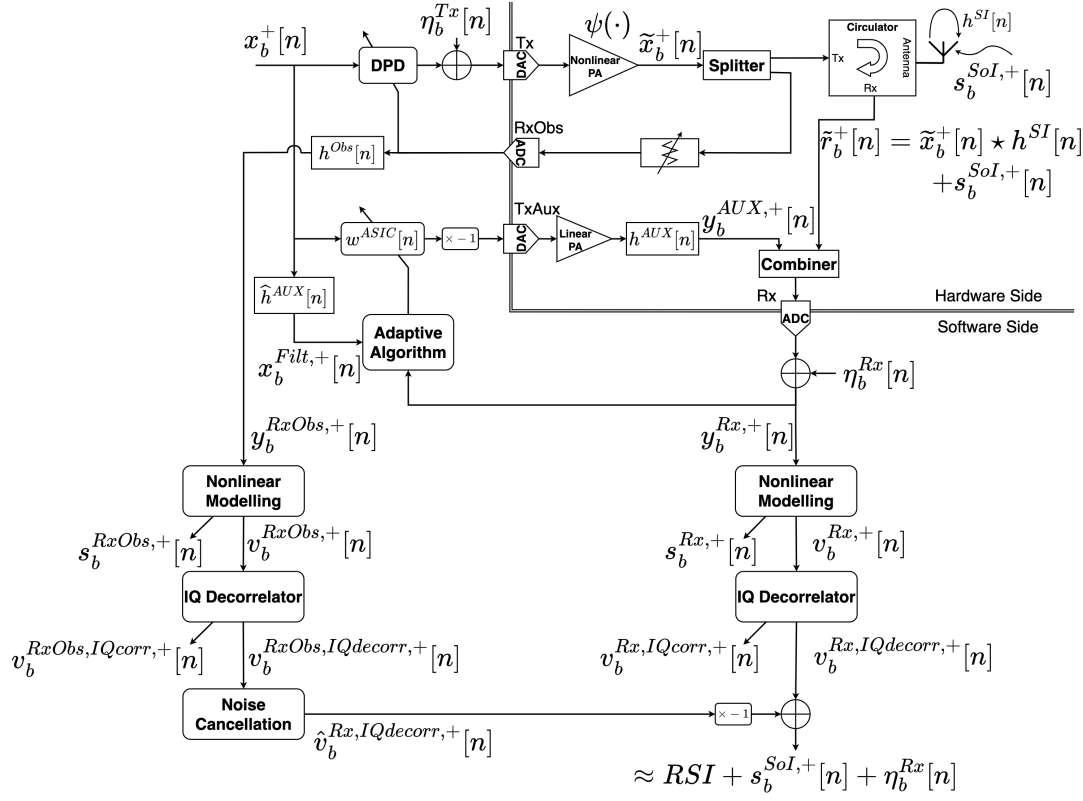 x_b^+[n]
η_b^{Tx}[n]
DPD
Tx
DAC
ψ(·)
Nonlinear
PA
x̃_b^+[n]
Splitter
Circulator
Tx
Antenna
Rx
h^{SI}[n]
s_b^{SoI,+}[n]
h^{Obs}[n]
RxObs
ADC
r̃_b^+[n] = x̃_b^+[n] ⋆ h^{SI}[n]
+s_b^{SoI,+}[n]
w^{ASIC}[n]
× −1
TxAux
DAC
Linear
PA
h^{AUX}[n]
y_b^{AUX,+}[n]
Combiner
ĥ^{AUX}[n]
Rx
ADC
Hardware Side
Software Side
Adaptive
Algorithm
x_b^{Filt,+}[n]
η_b^{Rx}[n]
y_b^{RxObs,+}[n]
y_b^{Rx,+}[n]
Nonlinear
Modelling
Nonlinear
Modelling
s_b^{RxObs,+}[n]
v_b^{RxObs,+}[n]
s_b^{Rx,+}[n]
v_b^{Rx,+}[n]
IQ Decorrelator
IQ Decorrelator
v_b^{RxObs,IQcorr,+}[n]
v_b^{RxObs,IQdecorr,+}[n]
v_b^{Rx,IQcorr,+}[n]
v_b^{Rx,IQdecorr,+}[n]
Noise
Cancellation
v̂_b^{Rx,IQdecorr,+}[n]
× −1
≈ RSI + s_b^{SoI,+}[n] + η_b^{Rx}[n]